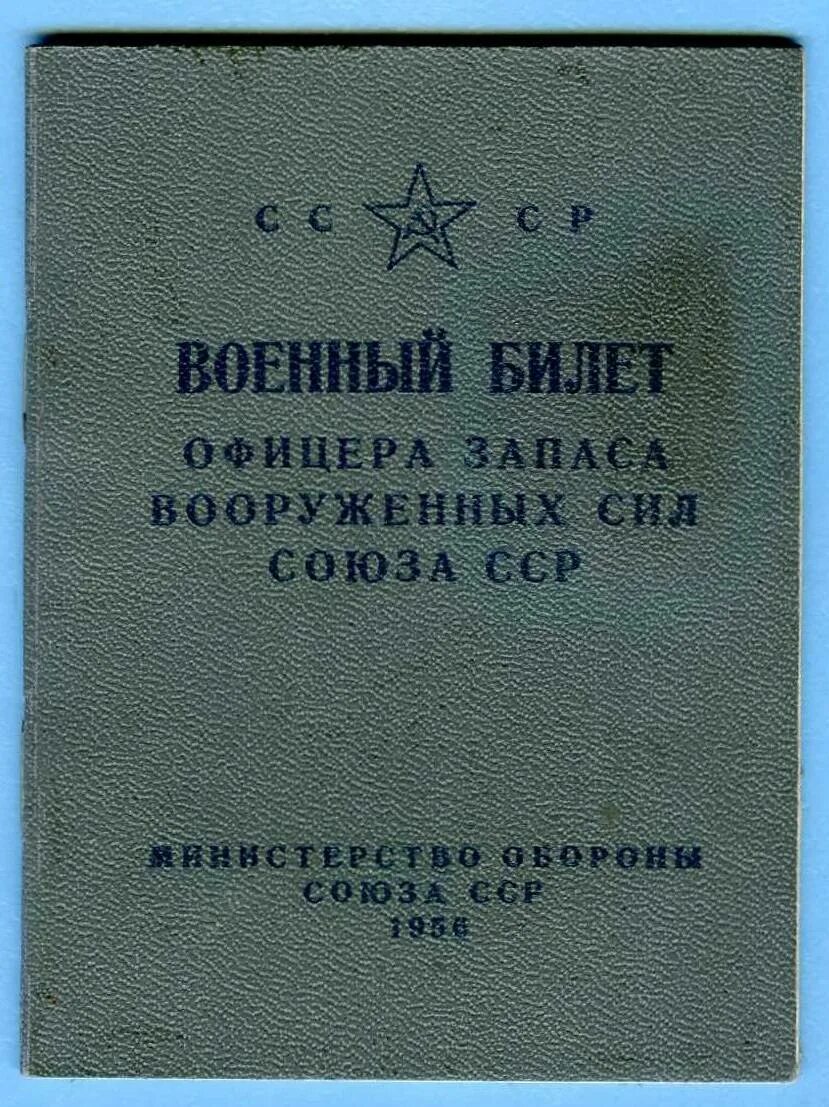 СС СР
ВОЕННЫЙ БИЛЕТ
ОФИЦЕРА ЗАПАСА
ВООРУЖЕННЫХ СИЛ
СОЮЗА ССР
МИНИСТЕРСТВО ОБОРОНЫ
СОЮЗА ССР
1956